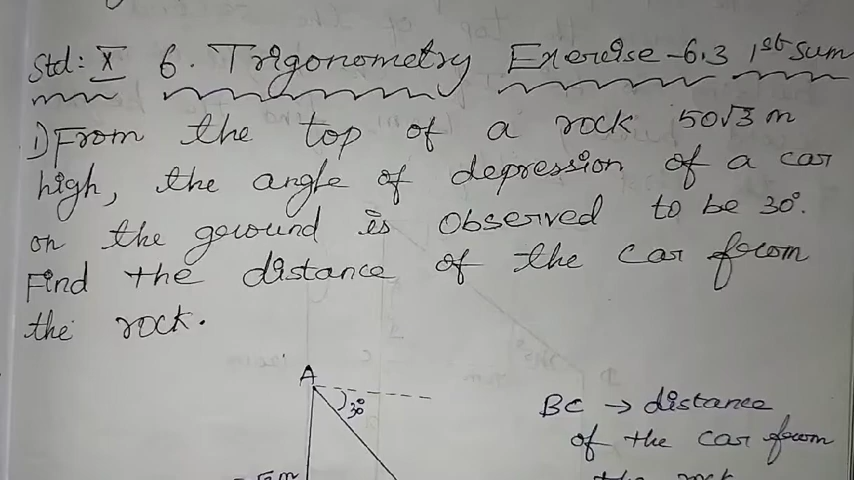 Std: X 6. Trigonometry Exercise-6.3 1st sum
1) From the top of a rock 50√3 m
high, the angle of depression of a car
on the ground is observed to be 30°.
Find the distance of the car from
the rock.
A
30°
BC → distance
of the car from
the rock